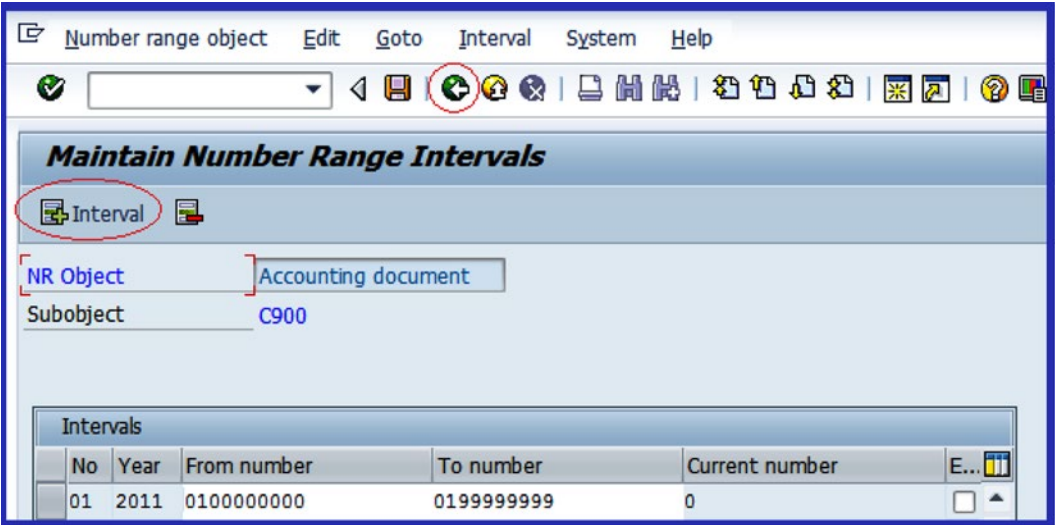 Number range object Edit Goto Interval System Help
Maintain Number Range Intervals
Interval
NR Object Accounting document
Subobject C900
Intervals
No Year From number To number Current number E...
01 2011 0100000000 0199999999 0